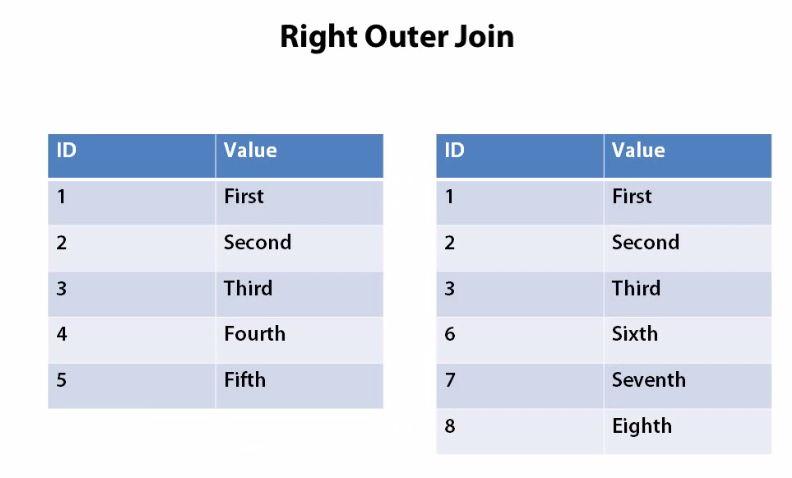 Right Outer Join
ID Value
1 First
2 Second
3 Third
4 Fourth
5 Fifth
ID Value
1 First
2 Second
3 Third
6 Sixth
7 Seventh
8 Eighth